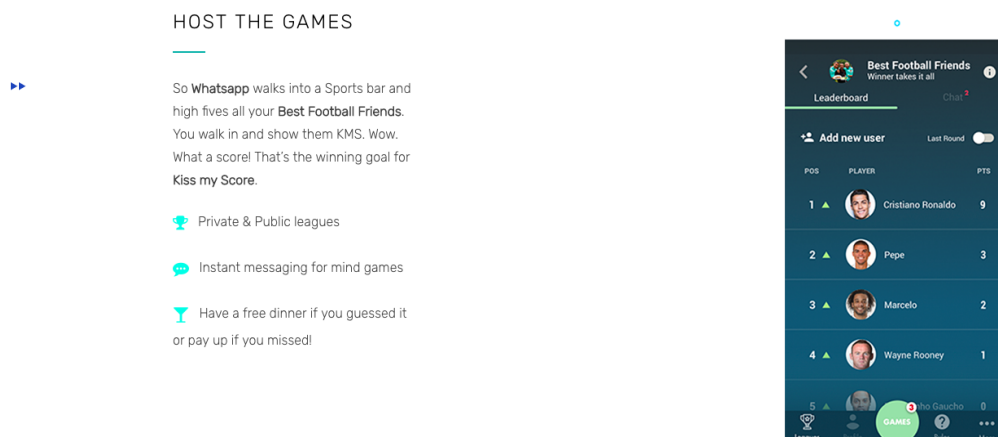 HOST THE GAMES
So Whatsapp walks into a Sports bar and
high fives all your Best Football Friends.
You walk in and show them KMS. Wow.
What a score! That's the winning goal for
Kiss my Score.
Private & Public leagues
Instant messaging for mind games
Have a free dinner if you guessed it
or pay up if you missed!
Best Football Friends
Winner takes it all
Leaderboard
Chat 3
Add new user
Last Round
POS PLAYER PTS
1 Cristiano Ronaldo 9
2 Pepe 3
3 Marcelo 2
4 Wayne Rooney 1
5 Gaucho 0
GAMES 3